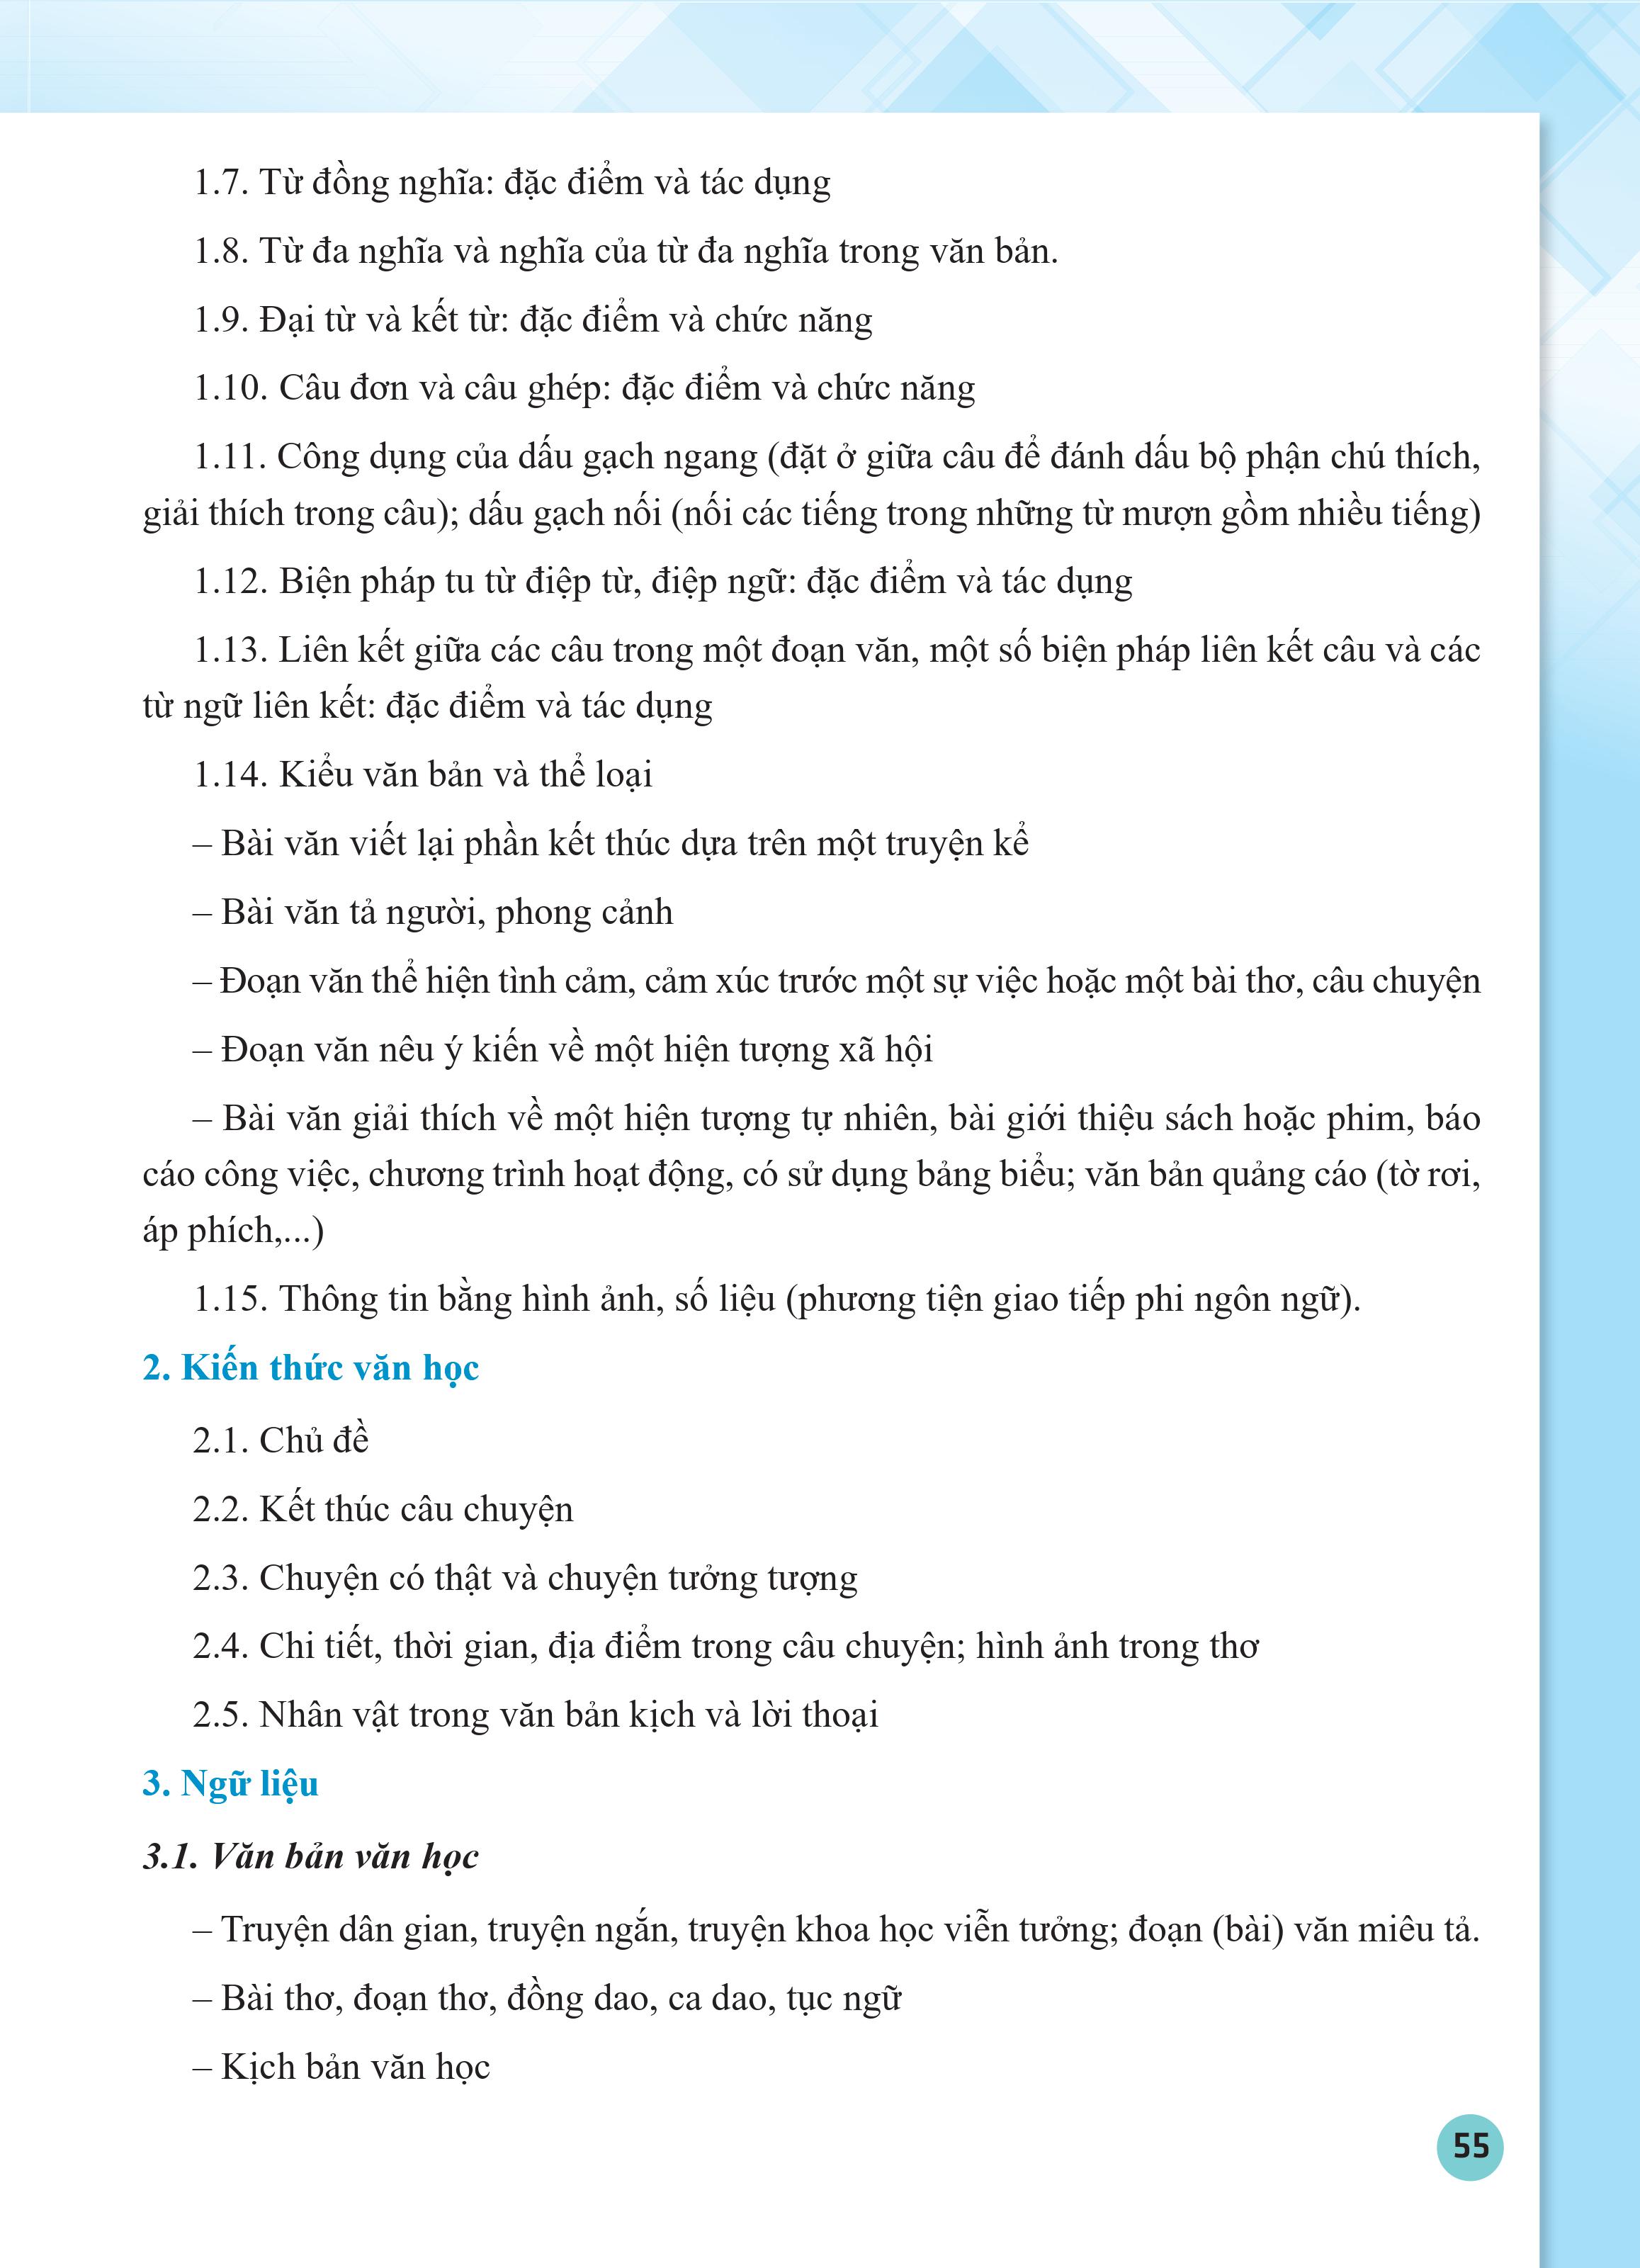 1.7. Từ đồng nghĩa: đặc điểm và tác dụng
1.8. Từ đa nghĩa và nghĩa của từ đa nghĩa trong văn bản.
1.9. Đại từ và kết từ: đặc điểm và chức năng
1.10. Câu đơn và câu ghép: đặc điểm và chức năng
1.11. Công dụng của dấu gạch ngang (đặt ở giữa câu để đánh dấu bộ phận chú thích,
giải thích trong câu); dấu gạch nối (nối các tiếng trong những từ mượn gồm nhiều tiếng)
1.12. Biện pháp tu từ điệp từ, điệp ngữ: đặc điểm và tác dụng
1.13. Liên kết giữa các câu trong một đoạn văn, một số biện pháp liên kết câu và các
từ ngữ liên kết: đặc điểm và tác dụng
1.14. Kiểu văn bản và thể loại
– Bài văn viết lại phần kết thúc dựa trên một truyện kể
– Bài văn tả người, phong cảnh
– Đoạn văn thể hiện tình cảm, cảm xúc trước một sự việc hoặc một bài thơ, câu chuyện
– Đoạn văn nêu ý kiến về một hiện tượng xã hội
– Bài văn giải thích về một hiện tượng tự nhiên, bài giới thiệu sách hoặc phim, báo
cáo công việc, chương trình hoạt động, có sử dụng bảng biểu; văn bản quảng cáo (tờ rơi,
áp phích,...)
1.15. Thông tin bằng hình ảnh, số liệu (phương tiện giao tiếp phi ngôn ngữ).
2. Kiến thức văn học
2.1. Chủ đề
2.2. Kết thúc câu chuyện
2.3. Chuyện có thật và chuyện tưởng tượng
2.4. Chi tiết, thời gian, địa điểm trong câu chuyện; hình ảnh trong thơ
2.5. Nhân vật trong văn bản kịch và lời thoại
3. Ngữ liệu
3.1. Văn bản văn học
– Truyện dân gian, truyện ngắn, truyện khoa học viễn tưởng; đoạn (bài) văn miêu tả.
– Bài thơ, đoạn thơ, đồng dao, ca dao, tục ngữ
– Kịch bản văn học
55